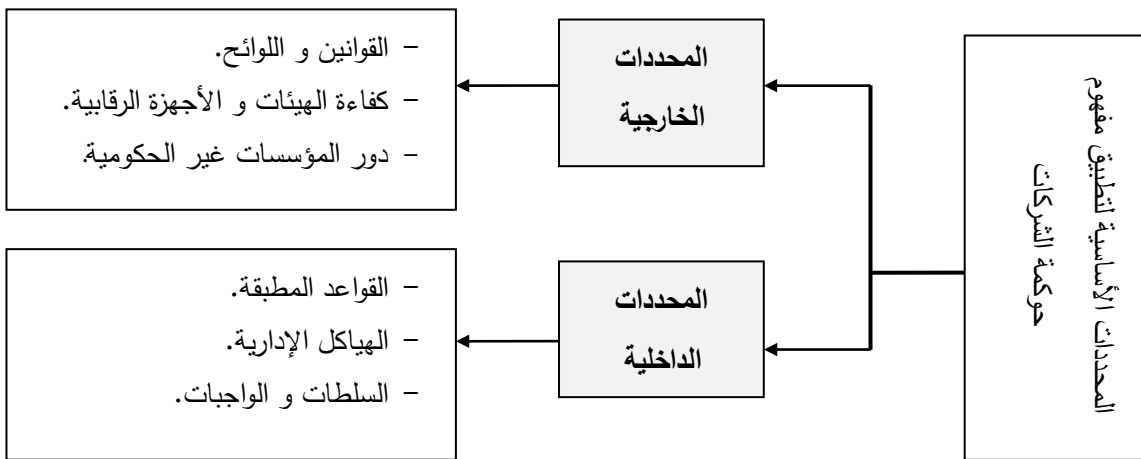 المحددات الأساسية لتطبيق مفهوم
حوكمة الشركات
المحددات
الخارجية
- القوانين و اللوائح.
- كفاءة الهيئات و الأجهزة الرقابية.
- دور المؤسسات غير الحكومية.
المحددات
الداخلية
- القواعد المطبقة.
- الهياكل الإدارية.
- السلطات و الواجبات.